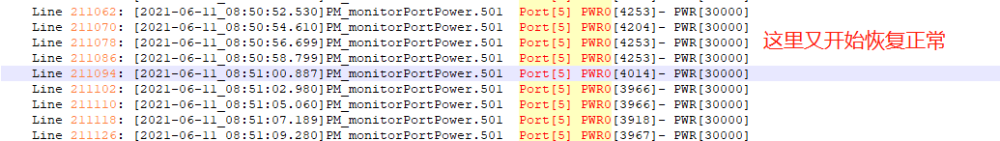 Line 211062: [2021-06-11_08:50:52.530]PM_monitorPortPower.501  Port[5] PWR0[4253]- PWR[30000]
Line 211070: [2021-06-11_08:50:54.610]PM_monitorPortPower.501  Port[5] PWR0[4204]- PWR[30000]
Line 211078: [2021-06-11_08:50:56.699]PM_monitorPortPower.501  Port[5] PWR0[4253]- PWR[30000]
这里又开始恢复正常
Line 211086: [2021-06-11_08:50:58.799]PM_monitorPortPower.501  Port[5] PWR0[4253]- PWR[30000]
Line 211094: [2021-06-11_08:51:00.887]PM_monitorPortPower.501  Port[5] PWR0[4014]- PWR[30000]
Line 211102: [2021-06-11_08:51:02.980]PM_monitorPortPower.501  Port[5] PWR0[3966]- PWR[30000]
Line 211110: [2021-06-11_08:51:05.060]PM_monitorPortPower.501  Port[5] PWR0[3966]- PWR[30000]
Line 211118: [2021-06-11_08:51:07.189]PM_monitorPortPower.501  Port[5] PWR0[3918]- PWR[30000]
Line 211126: [2021-06-11_08:51:09.280]PM_monitorPortPower.501  Port[5] PWR0[3967]- PWR[30000]